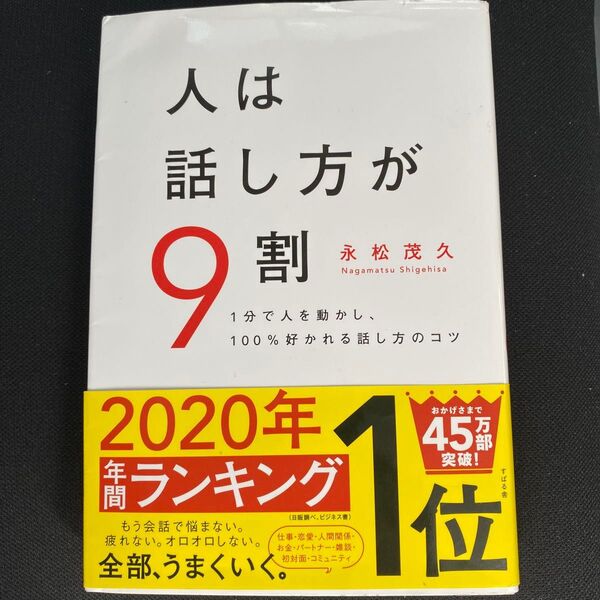 人は
話し方が
9割
永松茂久
Nagamatsu Shigehisa
1分で人を動かし、
100%好かれる話し方のコツ
2020年
年間ランキング
1位
(日販調べ、ビジネス書)
おかげさまで
45万部
突破!
すばる舎
もう会話で悩まない。
疲れない。オロオロしない。
全部、うまくいく。
仕事・恋愛・人間関係・
お金・パートナー・雑談・
初対面・コミュニティ